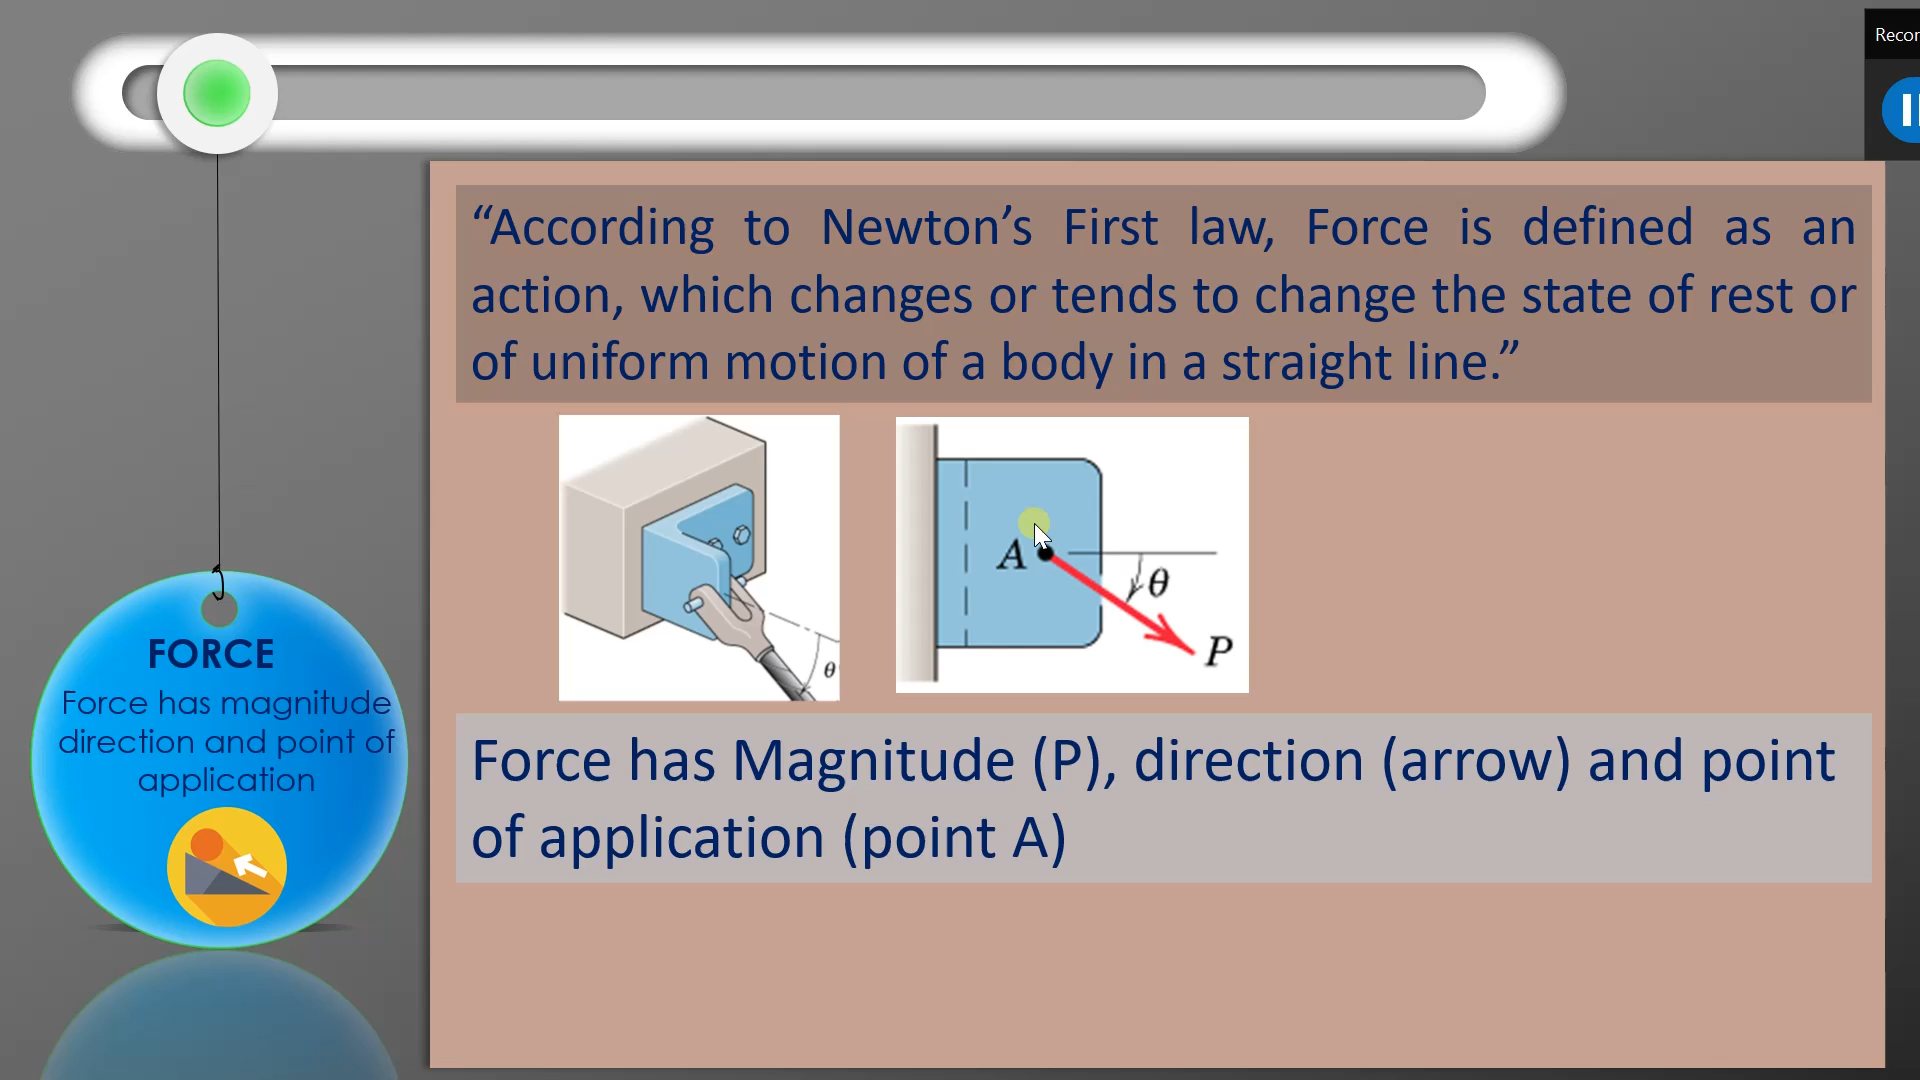 Recor
“According to Newton’s First law, Force is defined as an
action, which changes or tends to change the state of rest or
of uniform motion of a body in a straight line.”
θ
A
θ
P
FORCE
Force has magnitude
direction and point of
application
Force has Magnitude (P), direction (arrow) and point
of application (point A)